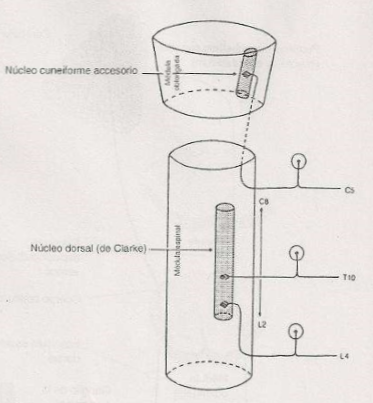 Núcleo cuneiforme accesorio
Médula
oblongada
C5
C8
Núcleo dorsal (de Clarke)
Médula espinal
T10
L2
L4